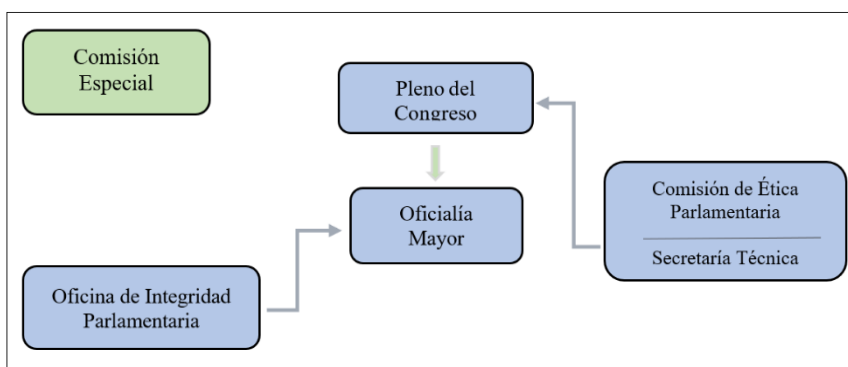 Comisión
Especial
Pleno del
Congreso
Comisión de Ética
Parlamentaria
Secretaría Técnica
Oficialía
Mayor
Oficina de Integridad
Parlamentaria